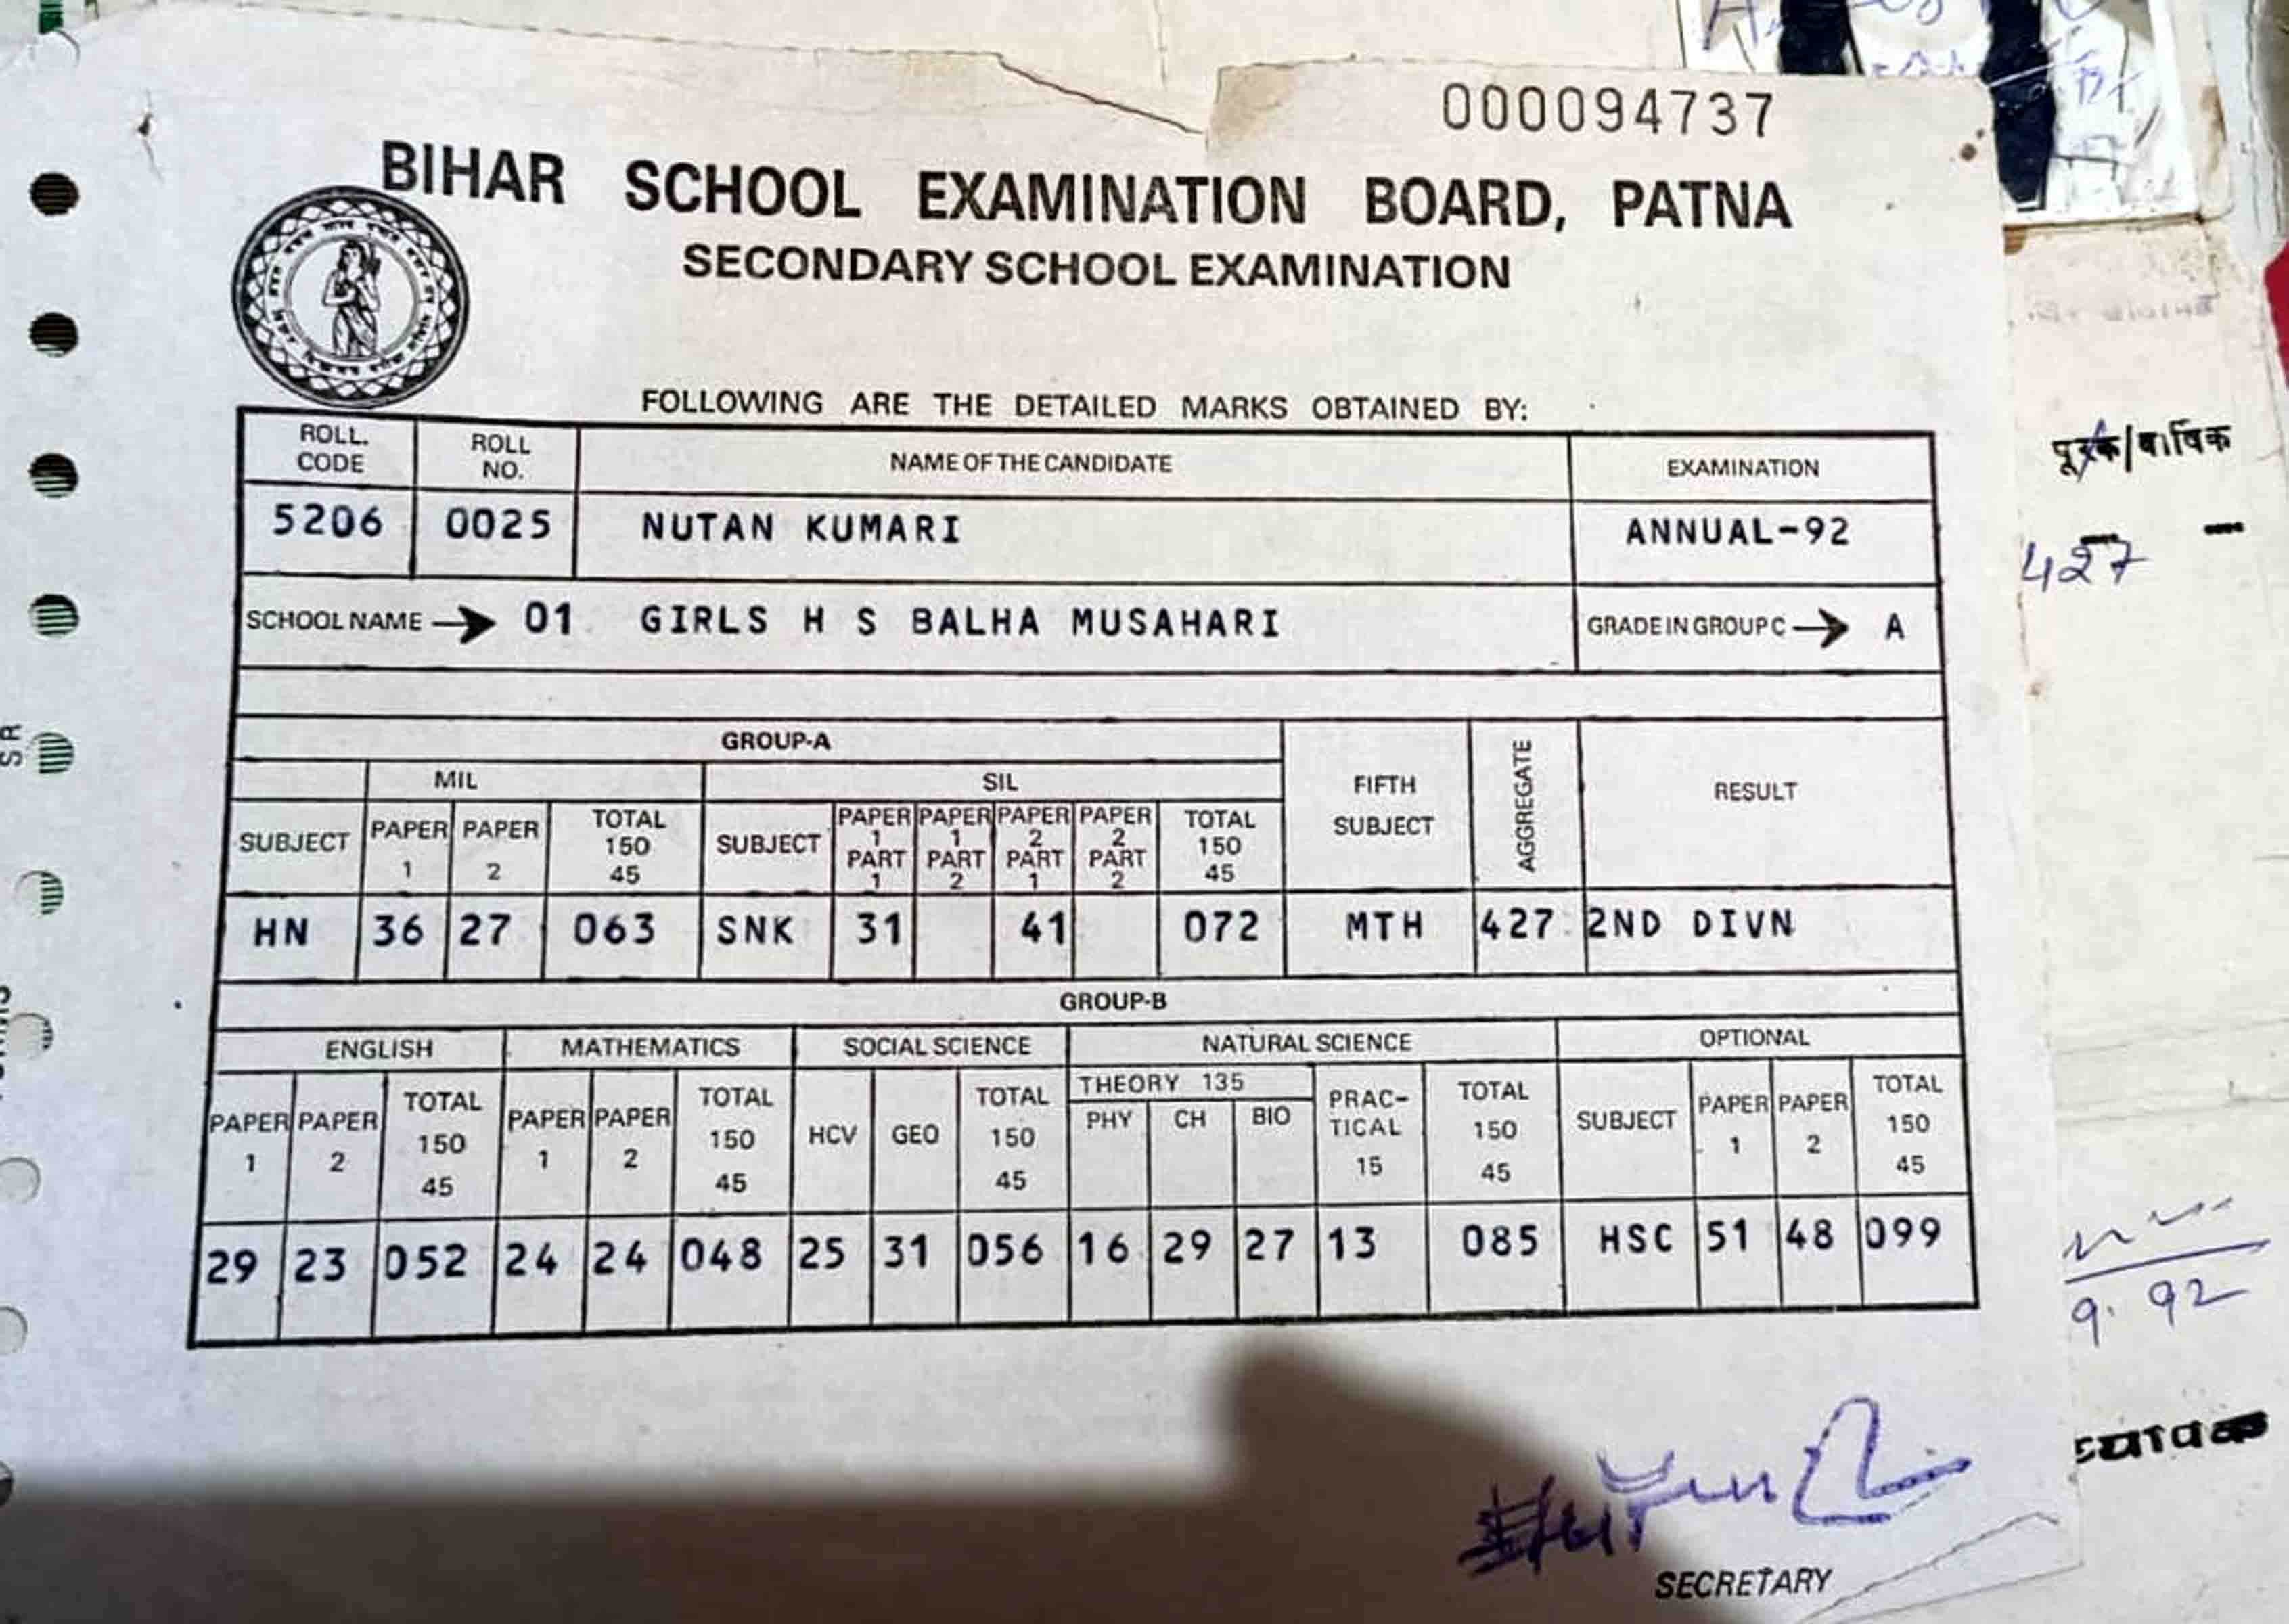 000094737
BIHAR SCHOOL EXAMINATION BOARD, PATNA
SECONDARY SCHOOL EXAMINATION
FOLLOWING ARE THE DETAILED MARKS OBTAINED BY:
ROLL. CODE ROLL NO. NAME OF THE CANDIDATE EXAMINATION
5206 0025 NUTAN KUMARI ANNUAL-92
SCHOOL NAME → 01 GIRLS H S BALHA MUSAHARI GRADE IN GROUP C → A
GROUP-A
MIL SIL FIFTH SUBJECT AGGREGATE RESULT
SUBJECT PAPER 1 PAPER 2 TOTAL 150 45 SUBJECT PAPER 1 PART 1 PAPER 1 PART 2 PAPER 2 PART 1 PAPER 2 PART 2 TOTAL 150 45
HN 36 27 063 SNK 31 41 072 MTH 427 2ND DIVN
GROUP-B
ENGLISH MATHEMATICS SOCIAL SCIENCE NATURAL SCIENCE OPTIONAL
PAPER 1 PAPER 2 TOTAL 150 45 PAPER 1 PAPER 2 TOTAL 150 45 HCV GEO TOTAL 150 45 THEORY 135 PHY CH BIO PRAC-TICAL 15 TOTAL 150 45 SUBJECT PAPER 1 PAPER 2 TOTAL 150 45
29 23 052 24 24 048 25 31 056 16 29 27 13 085 HSC 51 48 099
SECRETARY
पूरक/वार्षिक
427
9.92
SR